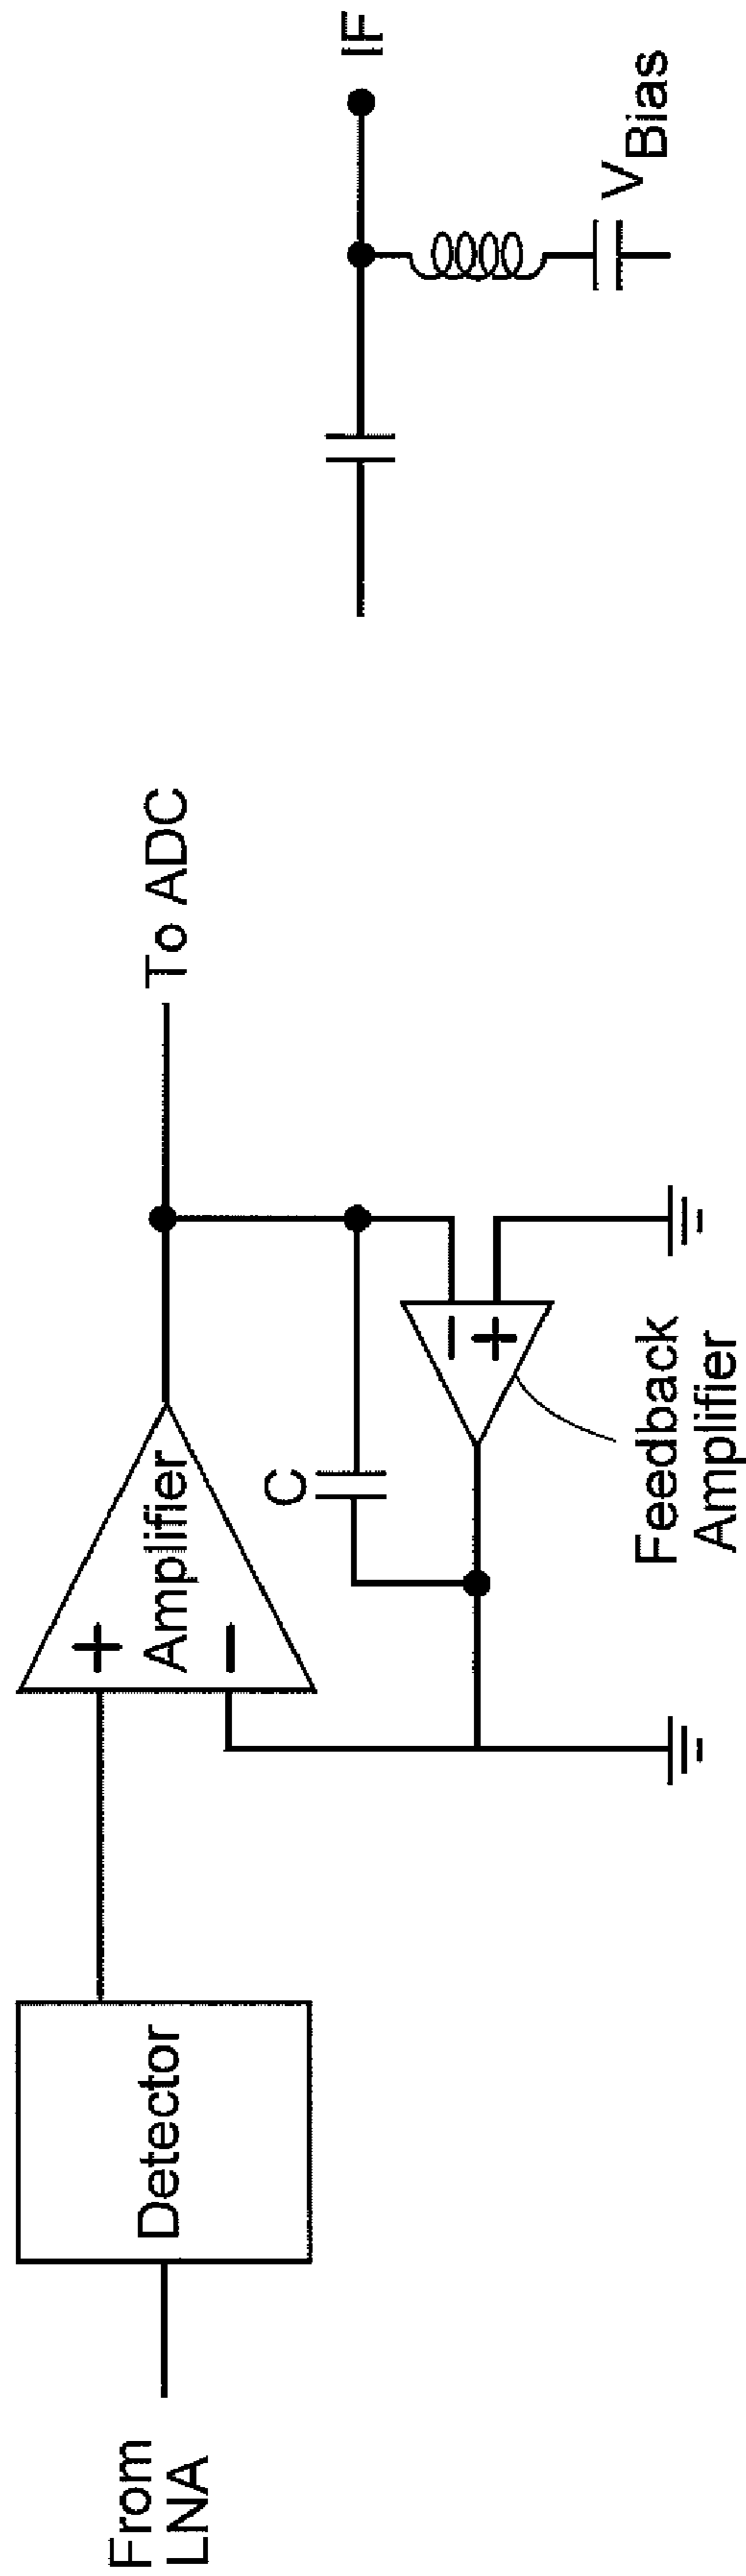 From
LNA
Detector
+
−
Amplifier
C
To ADC
−
+
Feedback
Amplifier
IF
VBias